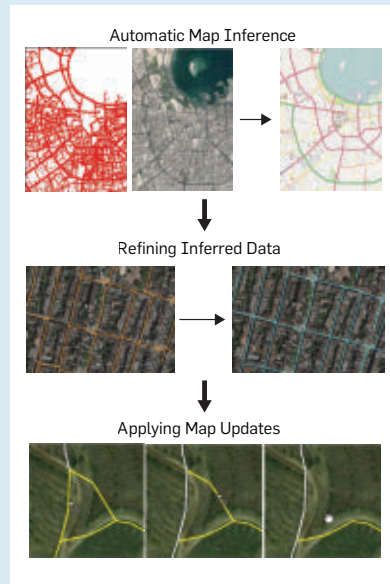 Automatic Map Inference
Refining Inferred Data
Applying Map Updates